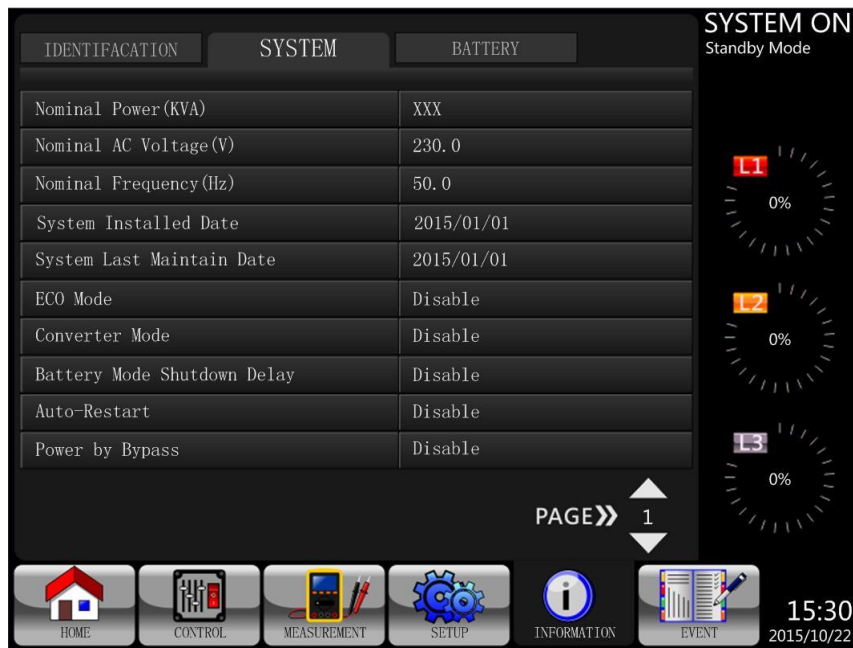 IDENTIFACATION SYSTEM BATTERY
SYSTEM ON
Standby Mode
Nominal Power(KVA) XXX
Nominal AC Voltage(V) 230.0
Nominal Frequency(Hz) 50.0
System Installed Date 2015/01/01
System Last Maintain Date 2015/01/01
ECO Mode Disable
Converter Mode Disable
Battery Mode Shutdown Delay Disable
Auto-Restart Disable
Power by Bypass Disable
L1
0%
L2
0%
L3
0%
PAGE» 1
HOME CONTROL MEASUREMENT SETUP INFORMATION EVENT
15:30
2015/10/22